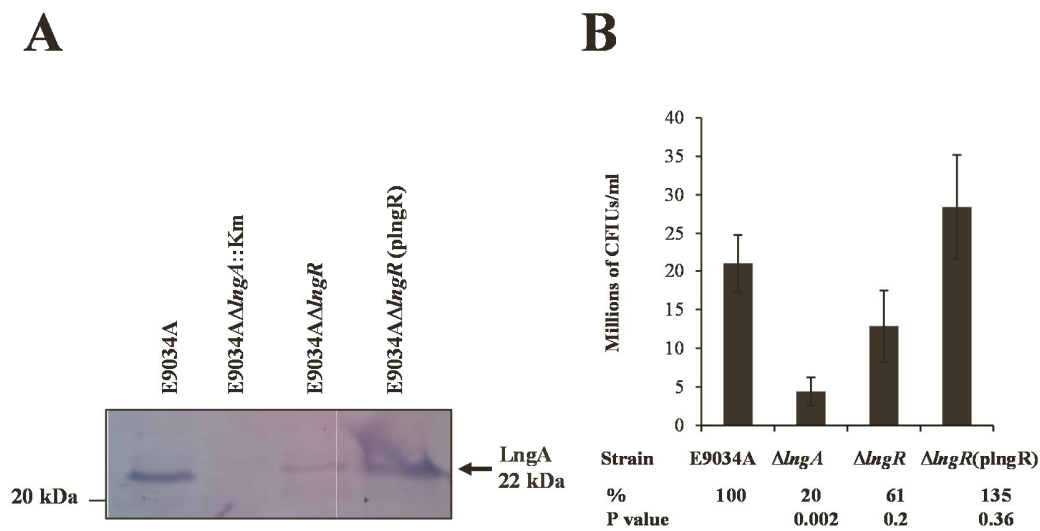 A
E9034A
E9034AΔlngA::Km
E9034AΔlngR
E9034AΔlngR (plngR)
LngA
22 kDa
20 kDa
B
Millions of CFIUs/ml
40
35
30
25
20
15
10
5
0
Strain E9034A ΔlngA ΔlngR ΔlngR(plngR)
% 100 20 61 135
P value 0.002 0.2 0.36